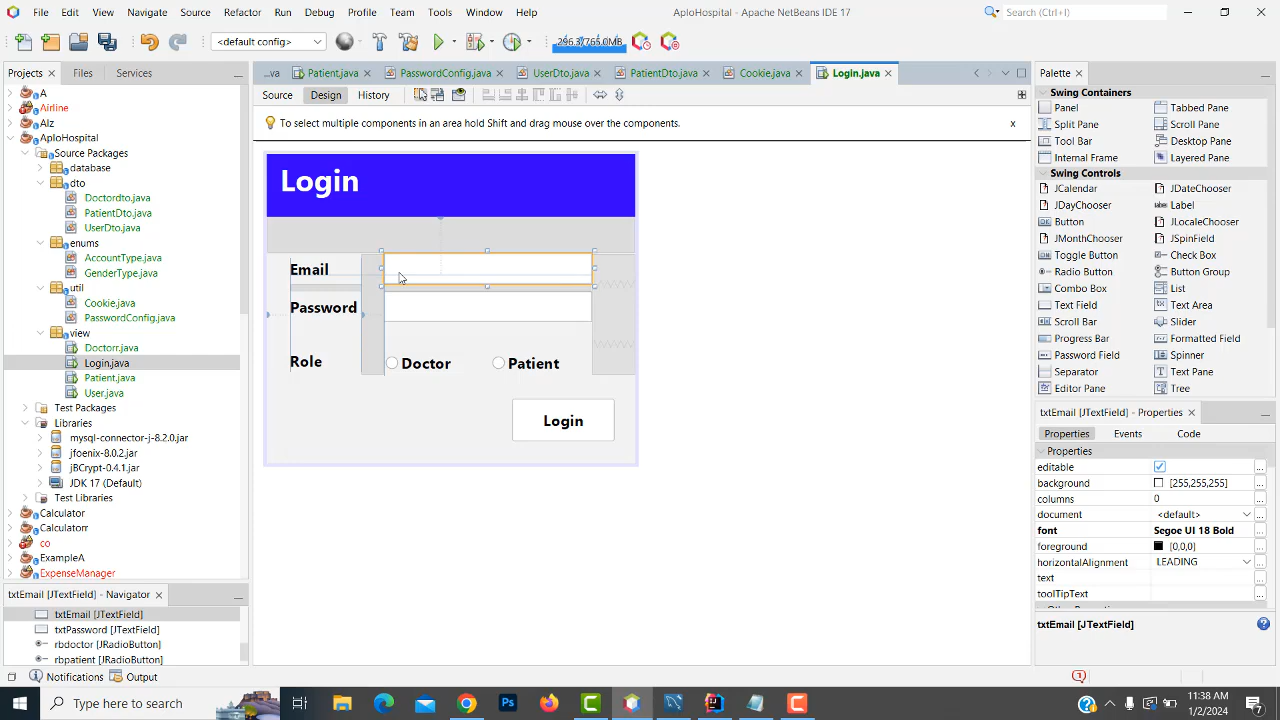 File Edit View Navigate Source Refactor Run Debug Profile Team Tools Window Help
AploHospital - Apache NetBeans IDE 17
Search (Ctrl+I)
<default config>
296.3/765.0MB
Projects Files Services
...va Patient.java PasswordConfig.java UserDto.java PatientDto.java Cookie.java Login.java
Palette
A
Airline
Alz
AploHospital
Source Packages
database
dto
Doctordto.java
PatientDto.java
UserDto.java
enums
AccountType.java
GenderType.java
util
Cookie.java
PasswordConfig.java
view
Doctorr.java
Login.java
Patient.java
User.java
Test Packages
Libraries
mysql-connector-j-8.2.0.jar
jfoenix-8.0.2.jar
jBCrypt-0.4.1.jar
JDK 17 (Default)
Test Libraries
Calculator
Calculatorr
co
ExampleA
ExpenseManager
txtEmail [JTextField] - Navigator
txtEmail [JTextField]
txtPassword [JTextField]
rbdoctor [JRadioButton]
rbpatient [JRadioButton]
Source Design History
To select multiple components in an area hold Shift and drag mouse over the components.
x
Login
Email
Password
Role
Doctor Patient
Login
Swing Containers
Panel Tabbed Pane
Split Pane Scroll Pane
Tool Bar Desktop Pane
Internal Frame Layered Pane
Swing Controls
JCalendar JDateChooser
JDayChooser Label
Button JLocaleChooser
JMonthChooser JSpinField
Toggle Button Check Box
Radio Button Button Group
Combo Box List
Text Field Text Area
Scroll Bar Slider
Progress Bar Formatted Field
Password Field Spinner
Separator Text Pane
Editor Pane Tree
txtEmail [JTextField] - Properties
Properties Events Code
Properties
editable
background [255,255,255]
columns 0
document <default>
font Segoe UI 18 Bold
foreground [0,0,0]
horizontalAlignment LEADING
text
toolTipText
txtEmail [JTextField]
Notifications Output
Type here to search
11:38 AM
1/2/2024